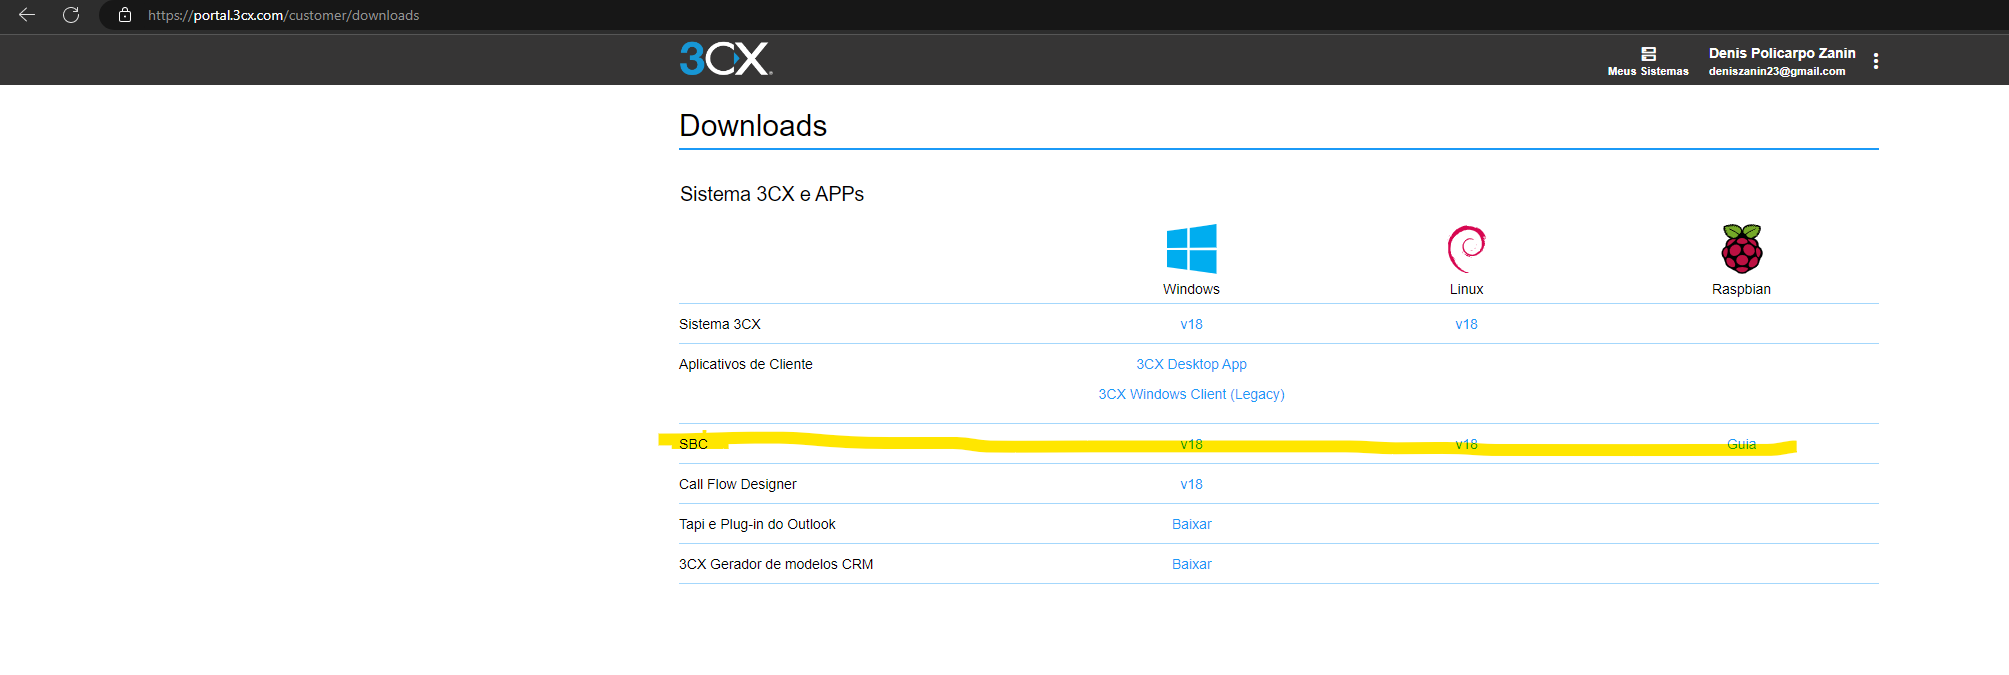 https://portal.3cx.com/customer/downloads
3CX
Meus Sistemas
Denis Policarpo Zanin
deniszanin23@gmail.com
Downloads
Sistema 3CX e APPs
Windows Linux Raspbian
Sistema 3CX v18 v18
Aplicativos de Cliente 3CX Desktop App
3CX Windows Client (Legacy)
SBC v18 v18 Guia
Call Flow Designer v18
Tapi e Plug-in do Outlook Baixar
3CX Gerador de modelos CRM Baixar